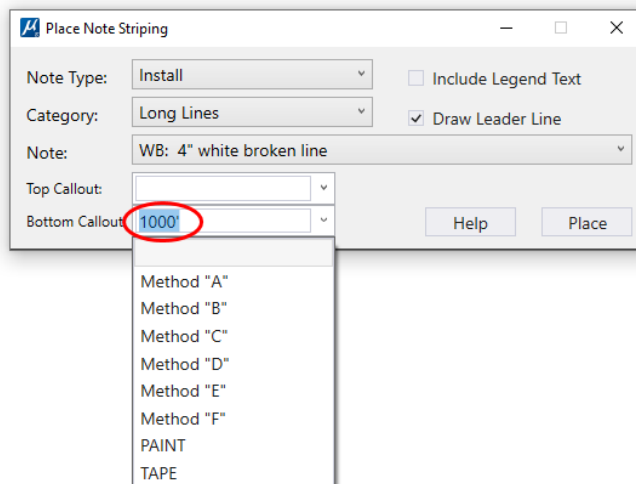 Place Note Striping
Note Type: Install Include Legend Text
Category: Long Lines Draw Leader Line
Note: WB: 4" white broken line
Top Callout:
Bottom Callout 1000' Help Place
Method "A"
Method "B"
Method "C"
Method "D"
Method "E"
Method "F"
PAINT
TAPE